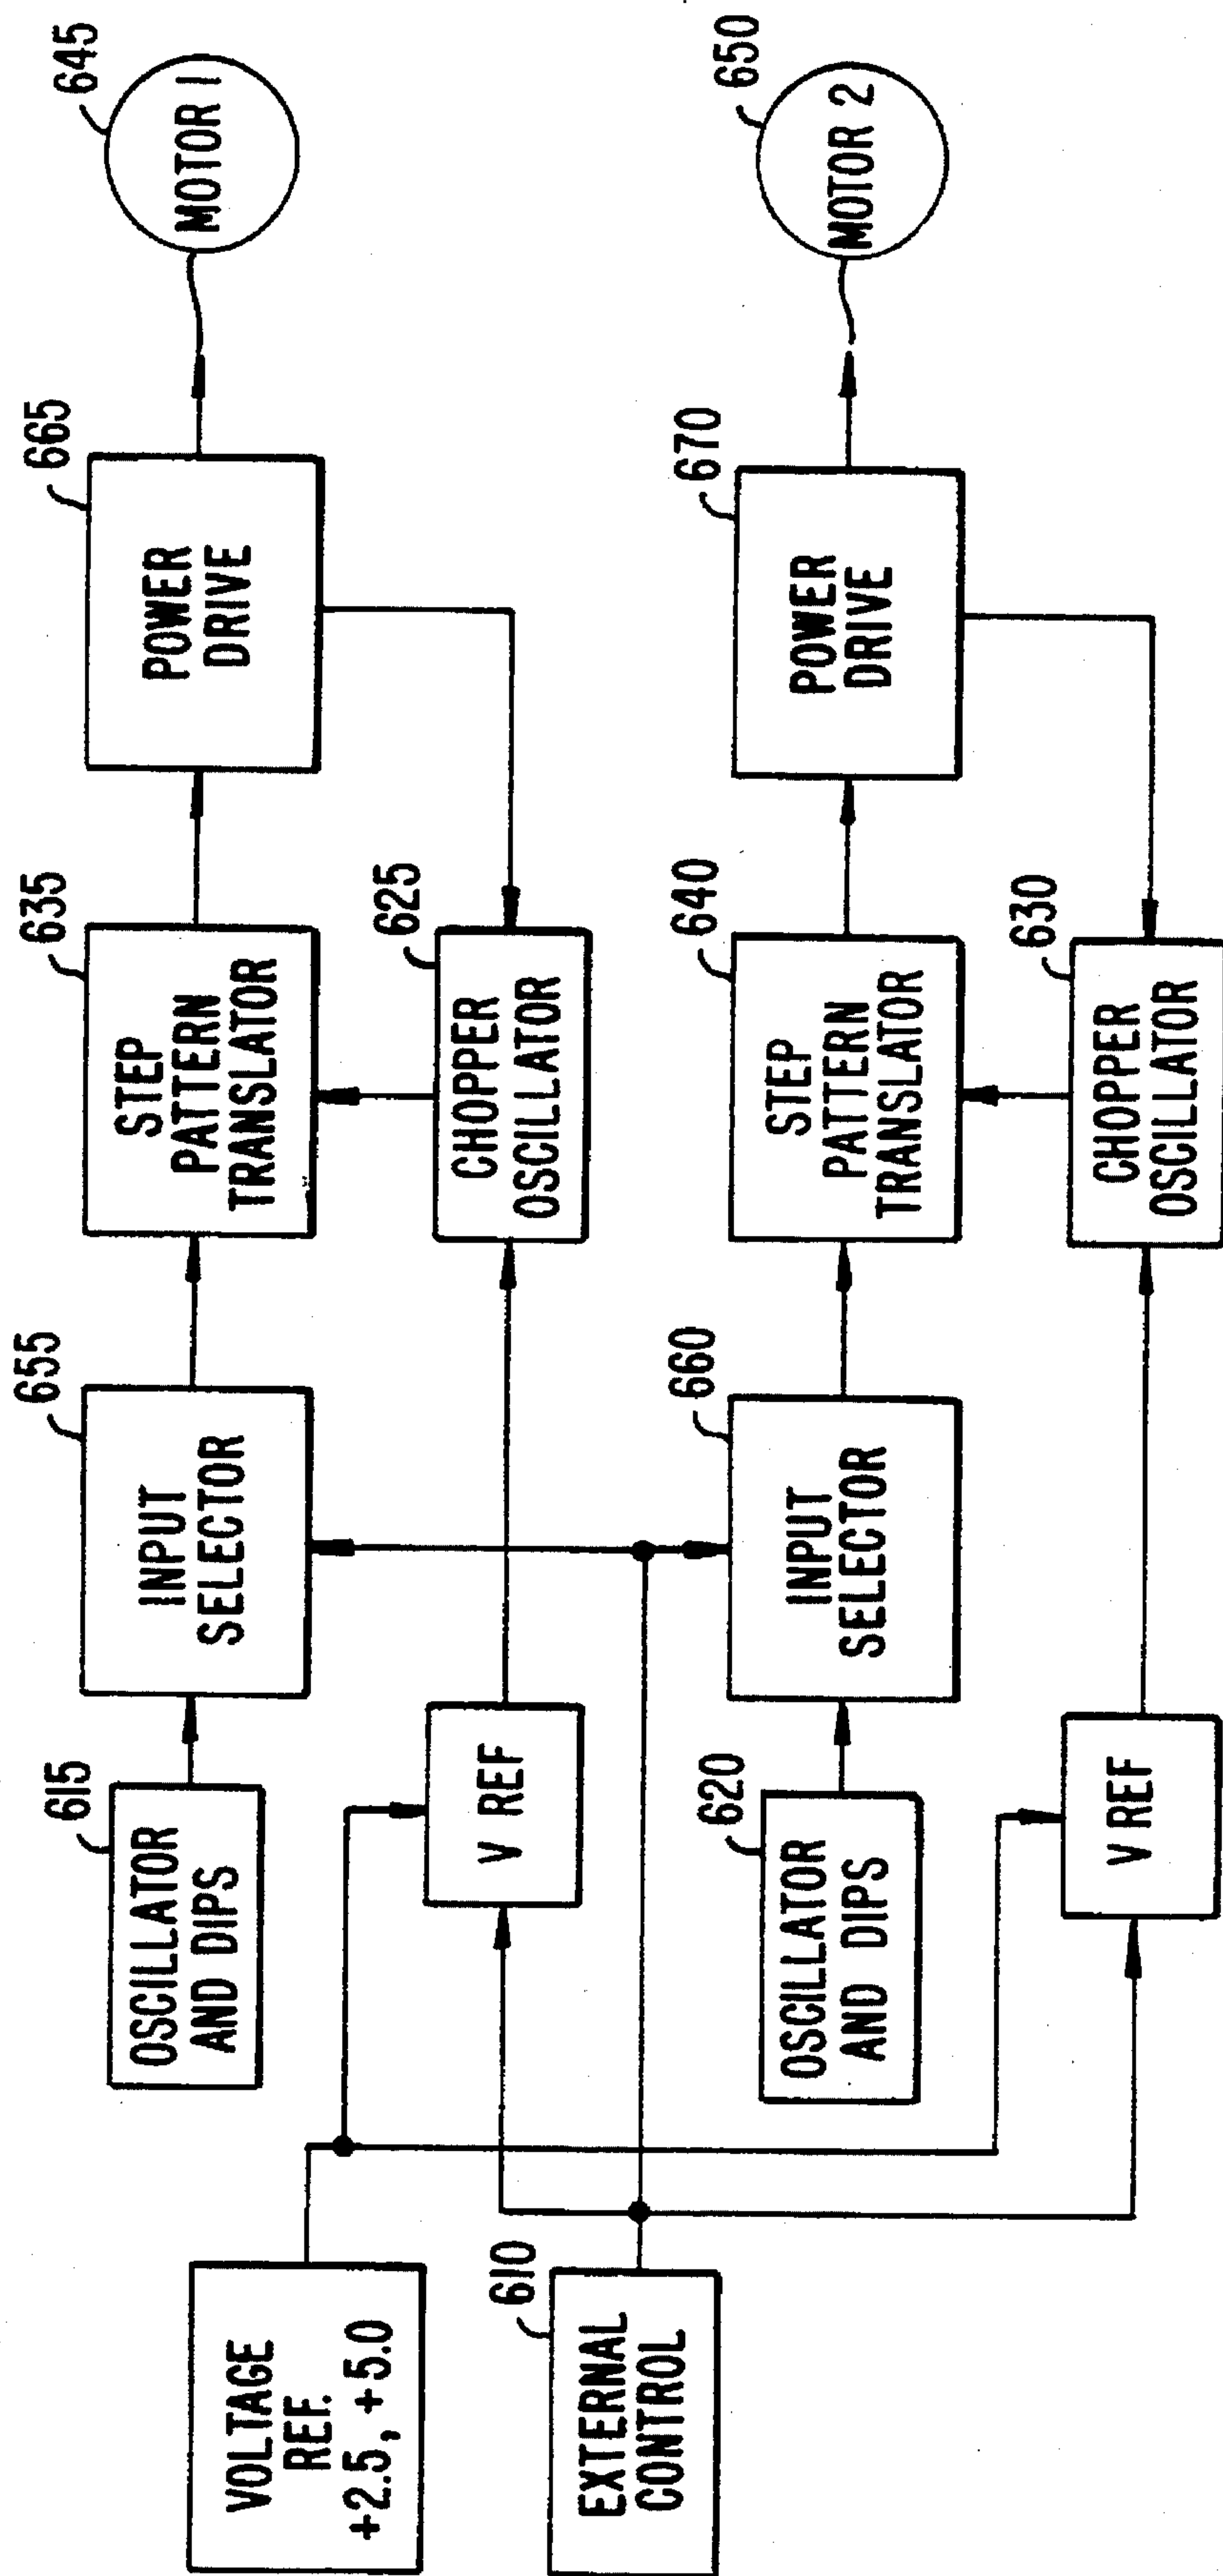 VOLTAGE
REF.
+2.5, +5.0
610
EXTERNAL
CONTROL
615
OSCILLATOR
AND DIPS
655
INPUT
SELECTOR
635
STEP
PATTERN
TRANSLATOR
665
POWER
DRIVE
645
MOTOR 1
V REF
625
CHOPPER
OSCILLATOR
620
OSCILLATOR
AND DIPS
660
INPUT
SELECTOR
640
STEP
PATTERN
TRANSLATOR
670
POWER
DRIVE
650
MOTOR 2
V REF
630
CHOPPER
OSCILLATOR